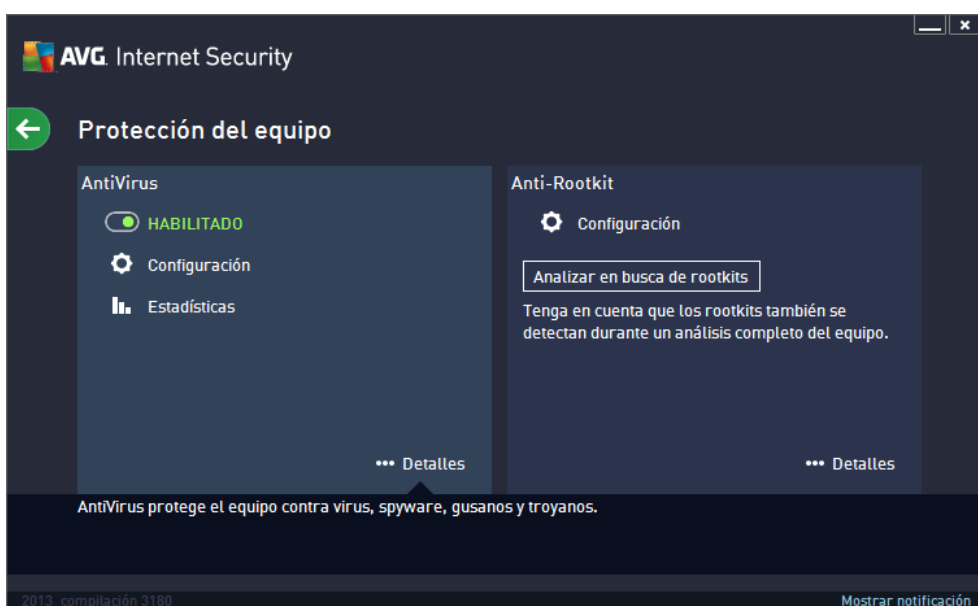 AVG. Internet Security
Protección del equipo
AntiVirus
HABILITADO
Configuración
Estadísticas
••• Detalles
Anti-Rootkit
Configuración
Analizar en busca de rootkits
Tenga en cuenta que los rootkits también se
detectan durante un análisis completo del equipo.
••• Detalles
AntiVirus protege el equipo contra virus, spyware, gusanos y troyanos.
2013 compilación 3180
Mostrar notificación